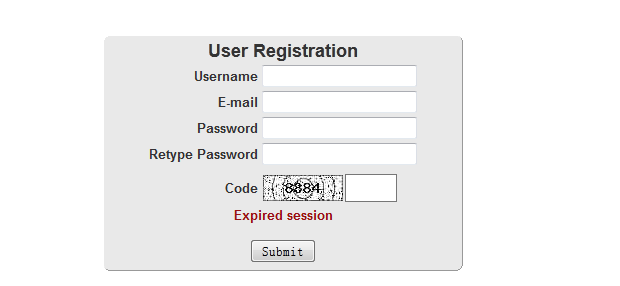 User Registration
Username
E-mail
Password
Retype Password
Code 8384
Expired session
Submit